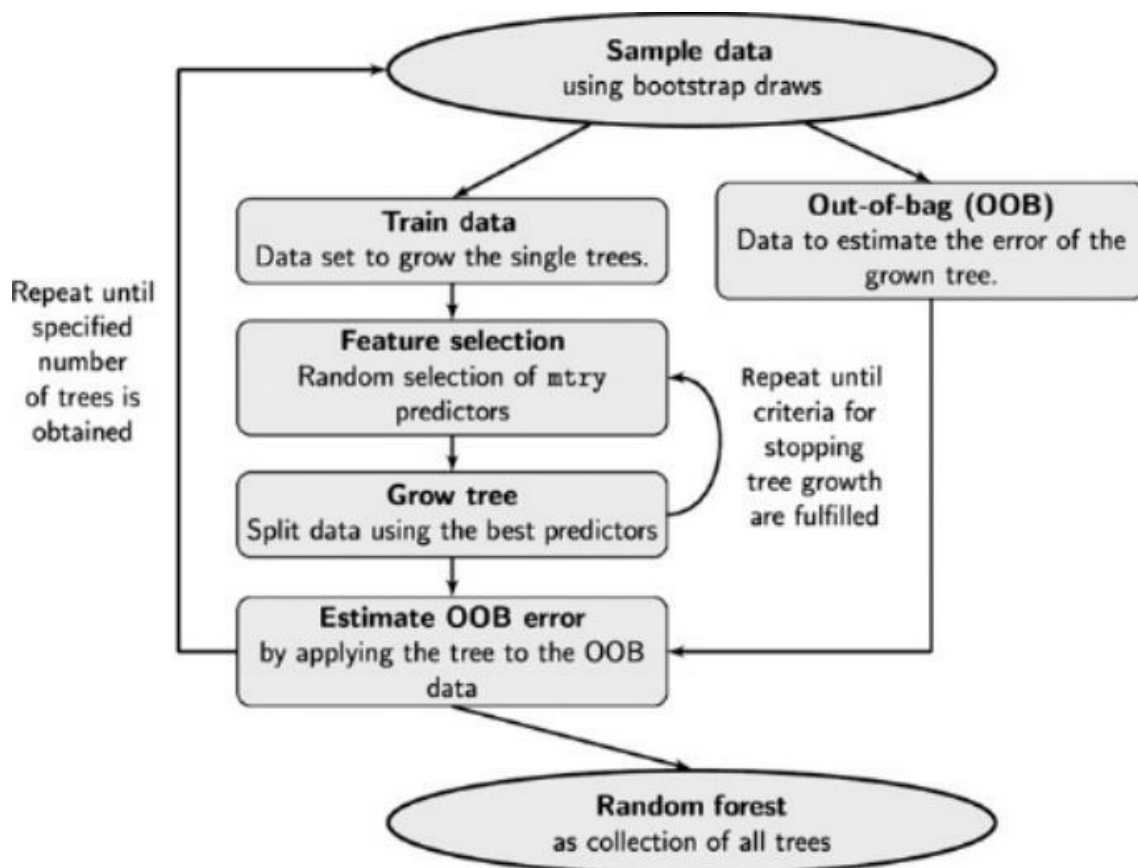 Sample data
using bootstrap draws
Train data
Data set to grow the single trees.
Out-of-bag (OOB)
Data to estimate the error of the
grown tree.
Repeat until
specified
number
of trees is
obtained
Feature selection
Random selection of mtry
predictors
Repeat until
criteria for
stopping
tree growth
are fulfilled
Grow tree
Split data using the best predictors
Estimate OOB error
by applying the tree to the OOB
data
Random forest
as collection of all trees